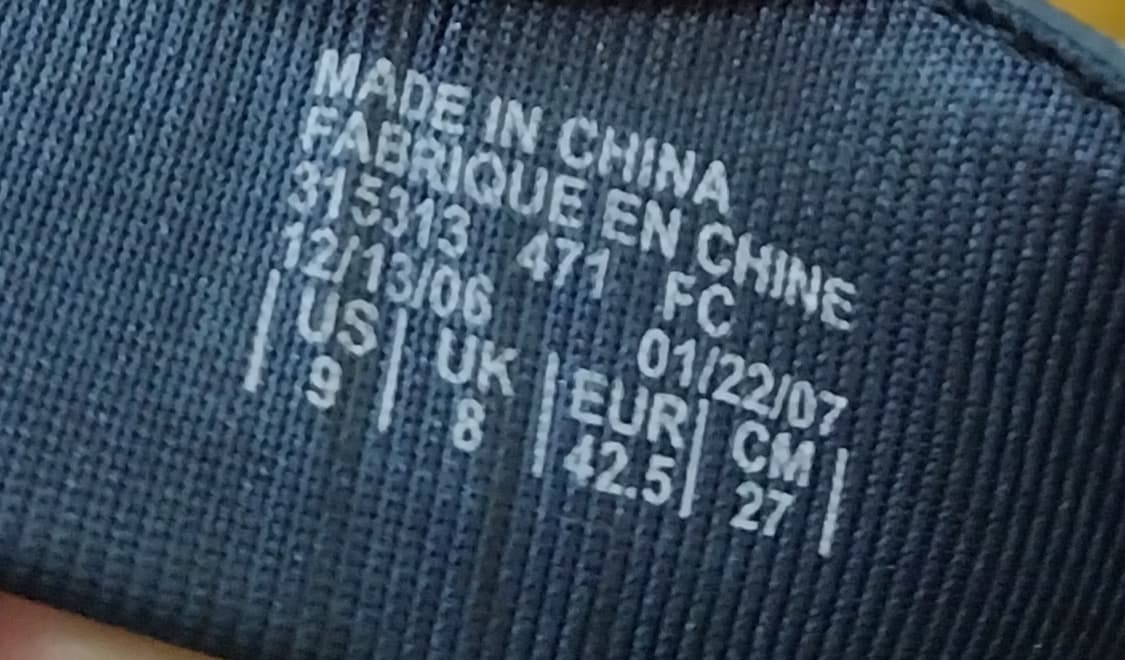 MADE IN CHINA
FABRIQUE EN CHINE
315313 471 FC
12/13/06 01/22/07
US | UK | EUR | CM
9 | 8 | 42.5 | 27